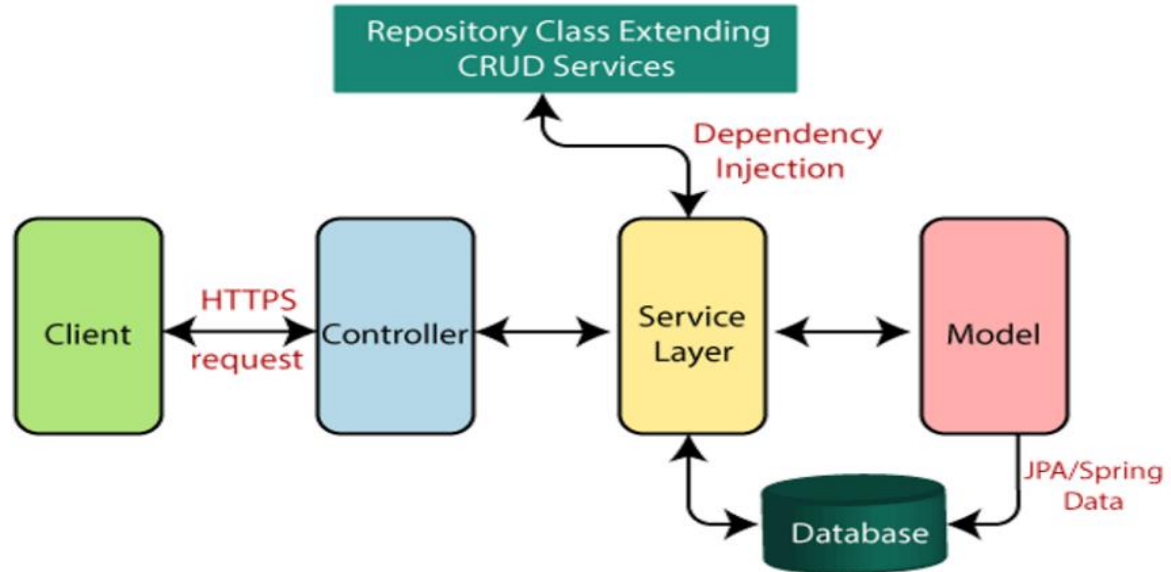 Repository Class Extending
CRUD Services
Dependency
Injection
Client
HTTPS
request
Controller
Service
Layer
Model
JPA/Spring
Data
Database